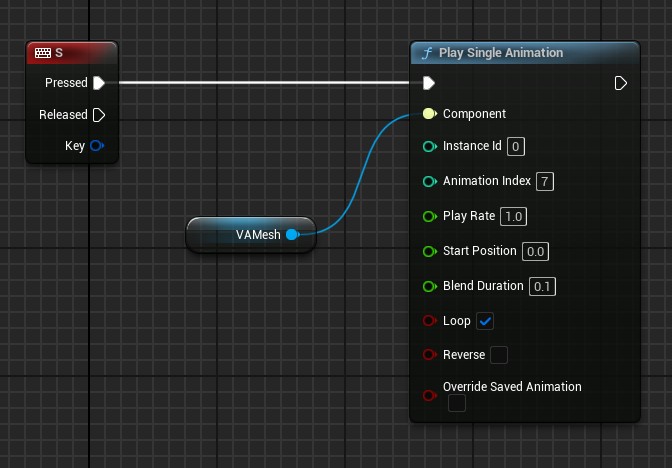 S
Play Single Animation
Pressed
Released
Component
Key
Instance Id 0
Animation Index 7
Play Rate 1.0
VAMesh
Start Position 0.0
Blend Duration 0.1
Loop
Reverse
Override Saved Animation